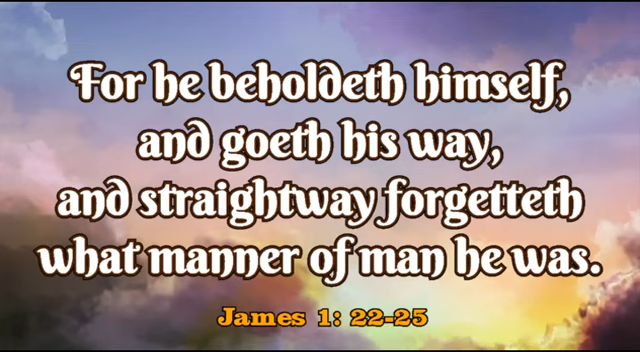 For he beholdeth himself,
and goeth his way,
and straightway forgetteth
what manner of man he was.
James 1: 22-25